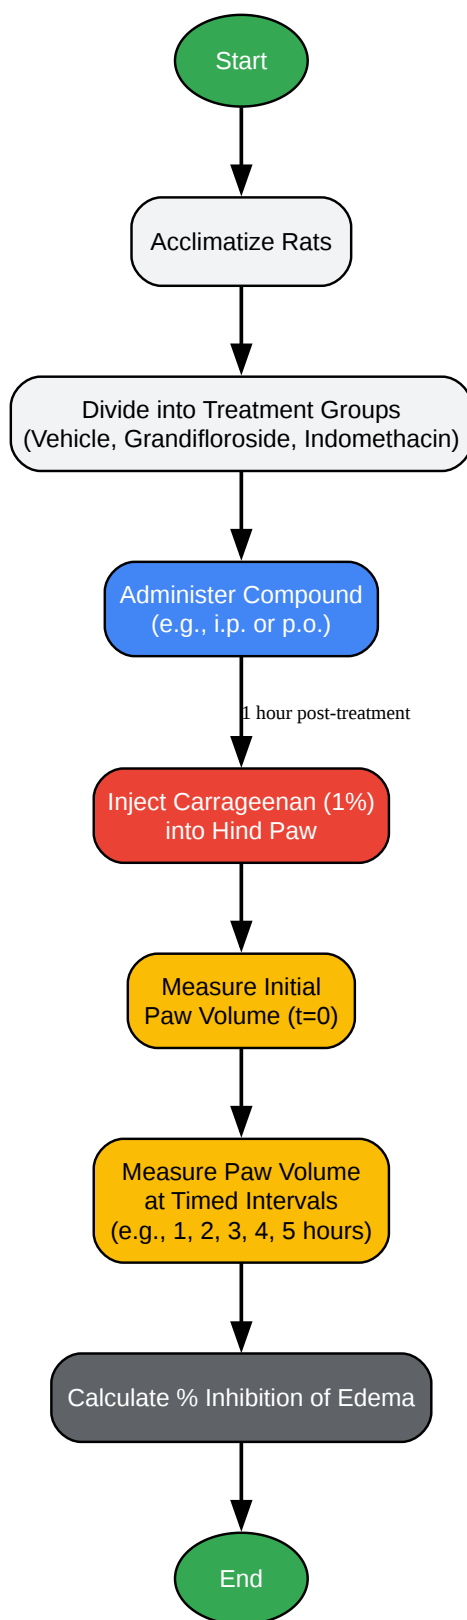 Start
Acclimatize Rats
Divide into Treatment Groups
(Vehicle, Grandifloroside, Indomethacin)
Administer Compound
(e.g., i.p. or p.o.)
1 hour post-treatment
Inject Carrageenan (1%)
into Hind Paw
Measure Initial
Paw Volume (t=0)
Measure Paw Volume
at Timed Intervals
(e.g., 1, 2, 3, 4, 5 hours)
Calculate % Inhibition of Edema
End